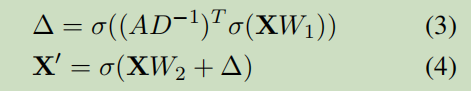 Δ = σ((AD⁻¹)ᵀσ(XW₁)) (3)
X′ = σ(XW₂ + Δ) (4)